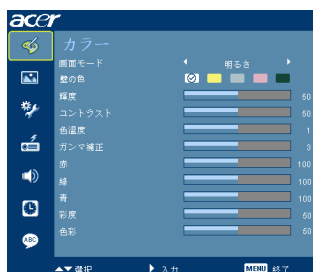 acer
カラー
画面モード 明るさ
壁の色
輝度 50
コントラスト 50
色温度 1
ガンマ補正 3
赤 100
緑 100
青 100
彩度 50
色彩 50
ABC
選択 入力 MENU 終了